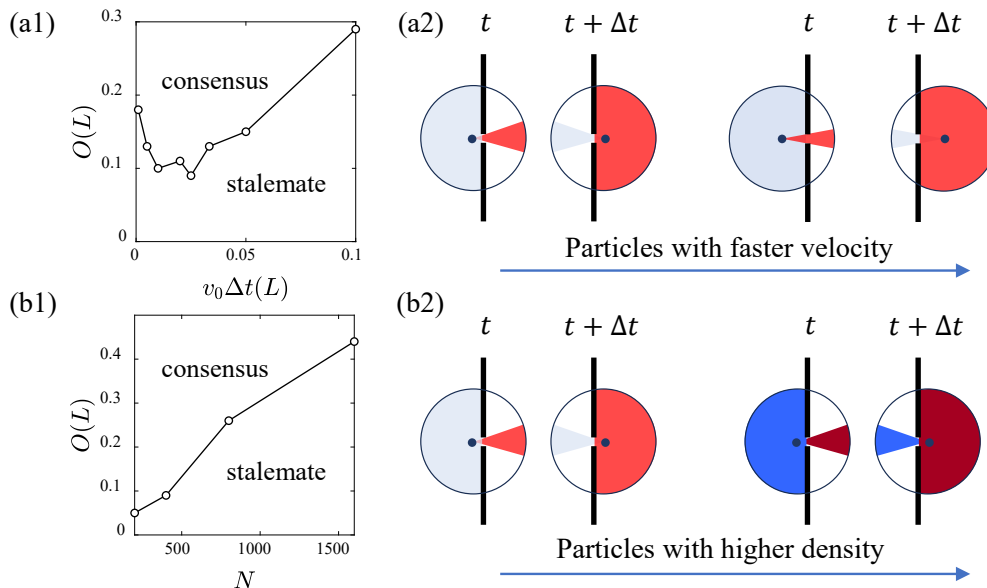 (a1)
0.3
0.2
0.1
0
O(L)
consensus
stalemate
0
0.05
0.1
v₀Δt(L)
(a2)
t
t + Δt
t
t + Δt
Particles with faster velocity
(b1)
0.4
0.3
0.2
0.1
0
O(L)
consensus
stalemate
500
1000
1500
N
(b2)
t
t + Δt
t
t + Δt
Particles with higher density